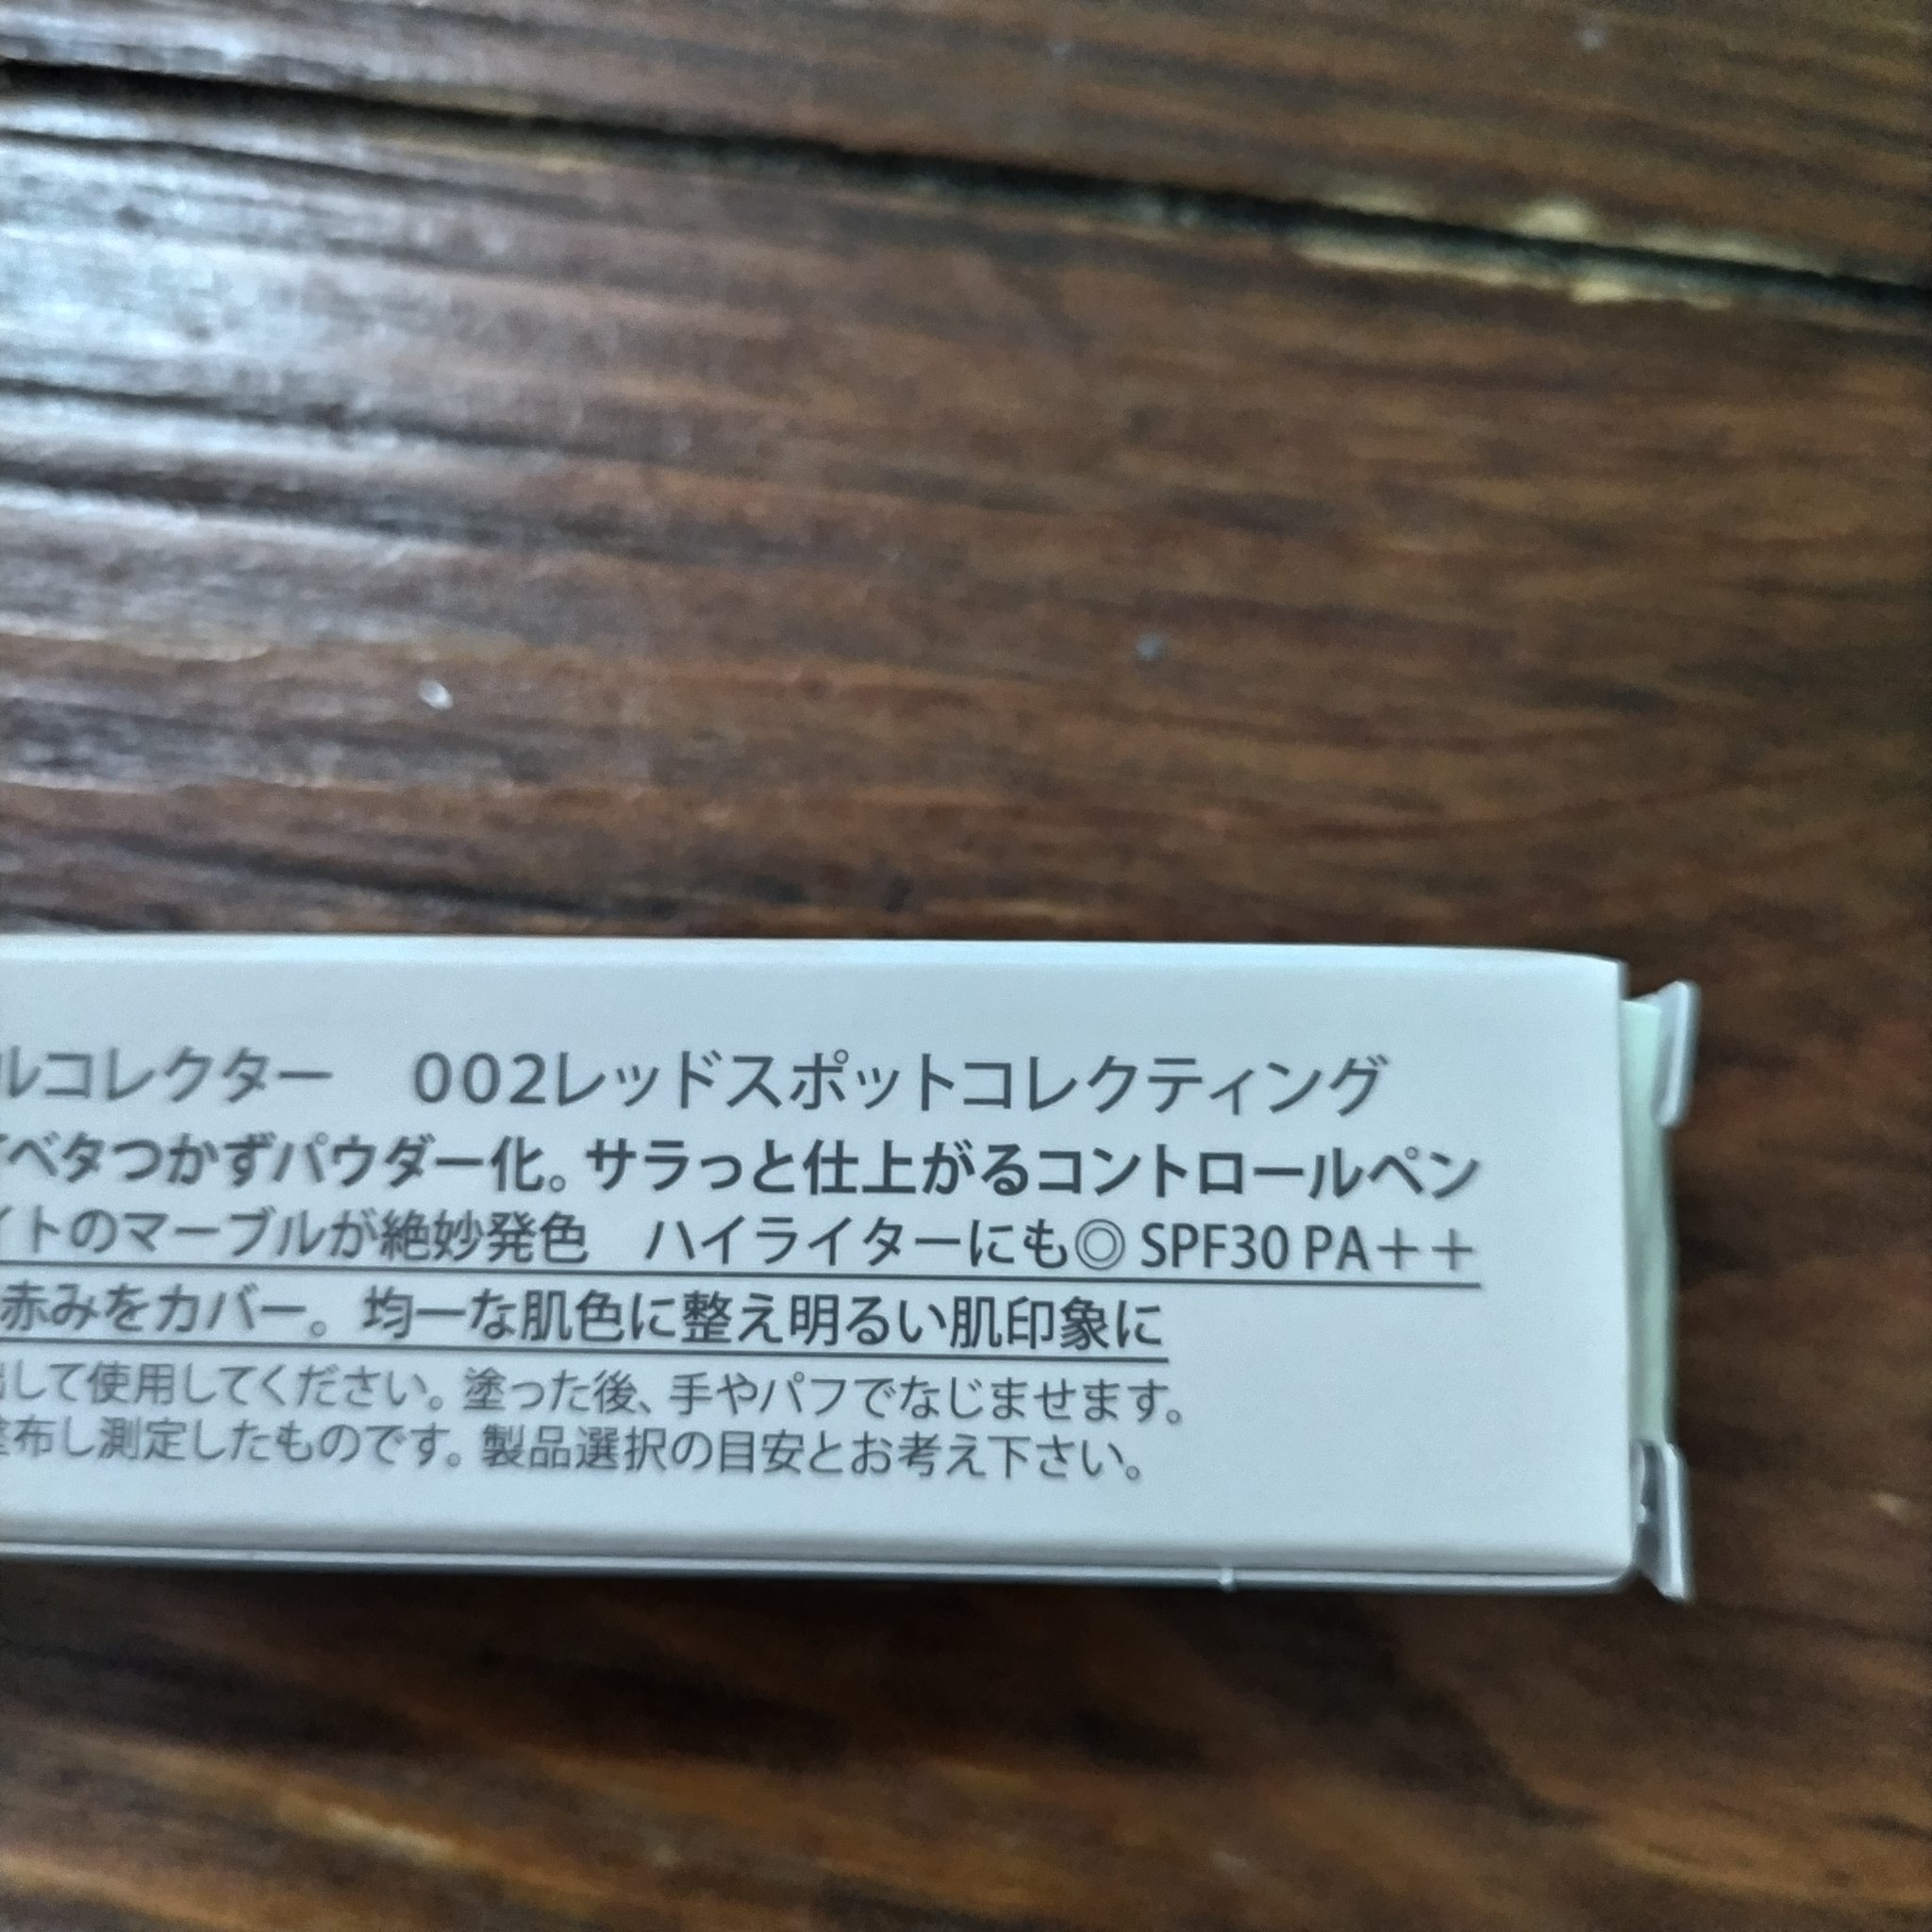 ルコレクター　002レッドスポットコレクティング
ベタつかずパウダー化。サラっと仕上がるコントロールペン
イトのマーブルが絶妙発色　ハイライターにも◎ SPF30 PA＋＋
赤みをカバー。均一な肌色に整え明るい肌印象に
して使用してください。塗った後、手やパフでなじませます。
布し測定したものです。製品選択の目安とお考え下さい。